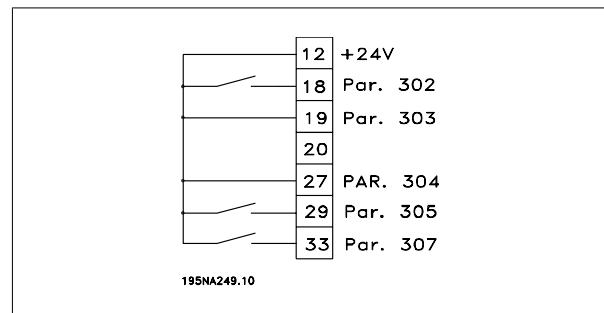 12 +24V
18 Par. 302
19 Par. 303
20
27 PAR. 304
29 Par. 305
33 Par. 307
195NA249.10